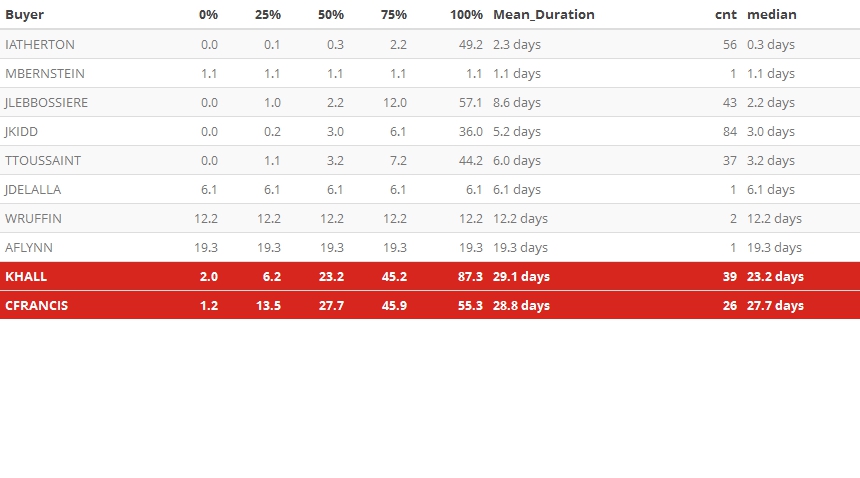 Buyer 0% 25% 50% 75% 100% Mean_Duration cnt median
IATHERTON 0.0 0.1 0.3 2.2 49.2 2.3 days 56 0.3 days
MBERNSTEIN 1.1 1.1 1.1 1.1 1.1 1.1 days 1 1.1 days
JLEBBOSSIERE 0.0 1.0 2.2 12.0 57.1 8.6 days 43 2.2 days
JKIDD 0.0 0.2 3.0 6.1 36.0 5.2 days 84 3.0 days
TTOUSSAINT 0.0 1.1 3.2 7.2 44.2 6.0 days 37 3.2 days
JDELALLA 6.1 6.1 6.1 6.1 6.1 6.1 days 1 6.1 days
WRUFFIN 12.2 12.2 12.2 12.2 12.2 12.2 days 2 12.2 days
AFLYNN 19.3 19.3 19.3 19.3 19.3 19.3 days 1 19.3 days
KHALL 2.0 6.2 23.2 45.2 87.3 29.1 days 39 23.2 days
CFRANCIS 1.2 13.5 27.7 45.9 55.3 28.8 days 26 27.7 days